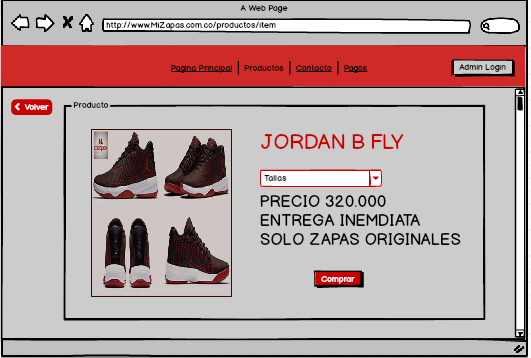 A Web Page
http://www.MiZapas.com.co/productos/item
Pagina Principal Productos Contacto Pagos Admin Login
Volver
Producto
JORDAN B FLY
Tallas
PRECIO 320.000
ENTREGA INEMDIATA
SOLO ZAPAS ORIGINALES
Comprar